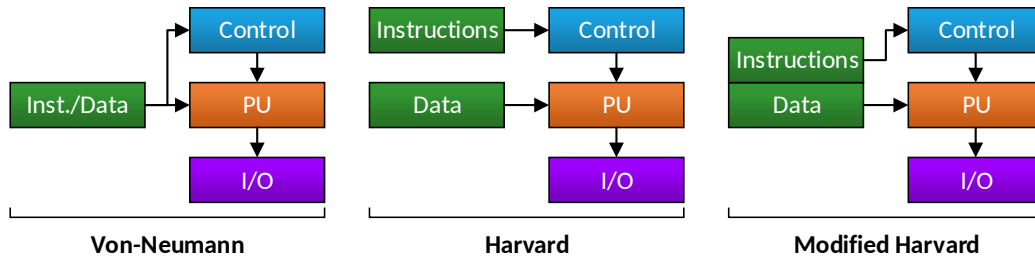 Control
Inst./Data
PU
I/O
Von-Neumann
Instructions
Control
Data
PU
I/O
Harvard
Instructions
Control
Data
PU
I/O
Modified Harvard